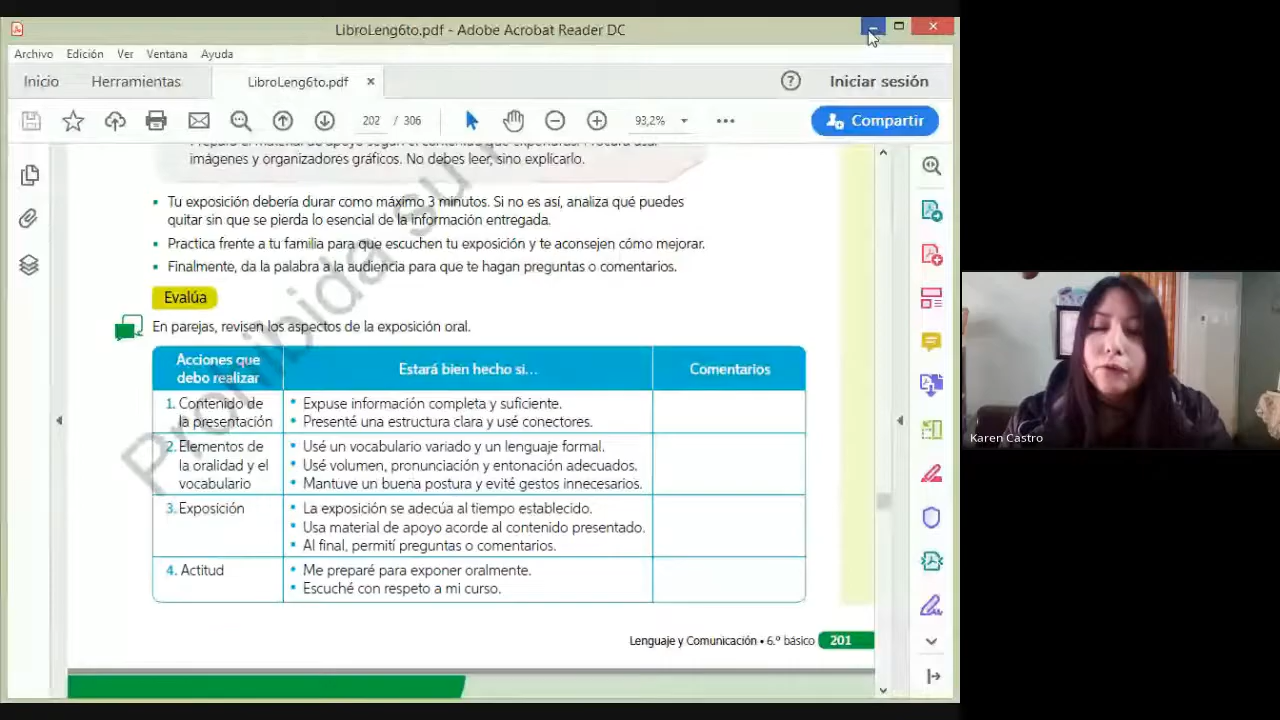 LibroLeng6to.pdf - Adobe Acrobat Reader DC
Archivo Edición Ver Ventana Ayuda
Inicio Herramientas LibroLeng6to.pdf × Iniciar sesión
202 / 306 93,2% Compartir
imágenes y organizadores gráficos. No debes leer, sino explicarlo.
• Tu exposición debería durar como máximo 3 minutos. Si no es así, analiza qué puedes
quitar sin que se pierda lo esencial de la información entregada.
• Practica frente a tu familia para que escuchen tu exposición y te aconsejen cómo mejorar.
• Finalmente, da la palabra a la audiencia para que te hagan preguntas o comentarios.
Evalúa
En parejas, revisen los aspectos de la exposición oral.
Acciones que
debo realizar
Estará bien hecho si...
Comentarios
1. Contenido de
la presentación
• Expuse información completa y suficiente.
• Presenté una estructura clara y usé conectores.
2. Elementos de
la oralidad y el
vocabulario
• Usé un vocabulario variado y un lenguaje formal.
• Usé volumen, pronunciación y entonación adecuados.
• Mantuve un buena postura y evité gestos innecesarios.
3. Exposición
• La exposición se adecúa al tiempo establecido.
• Usa material de apoyo acorde al contenido presentado.
• Al final, permití preguntas o comentarios.
4. Actitud
• Me preparé para exponer oralmente.
• Escuché con respeto a mi curso.
Lenguaje y Comunicación • 6.º básico 201
Prohibida su
Karen Castro